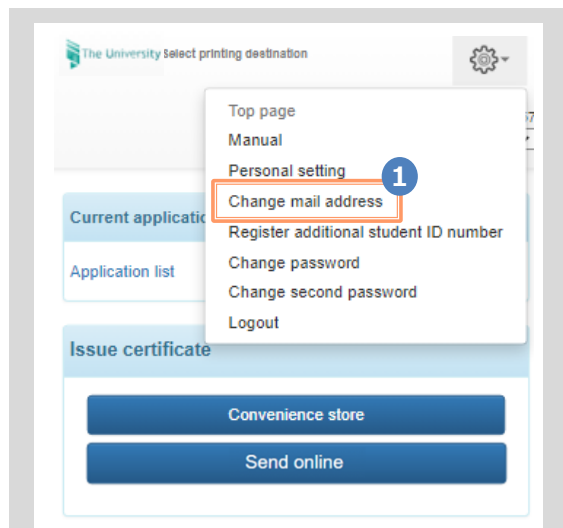 The University Select printing destination
Top page
Manual
Personal setting
1
Change mail address
Register additional student ID number
Change password
Change second password
Logout
Current applicatio
Application list
Issue certificate
Convenience store
Send online